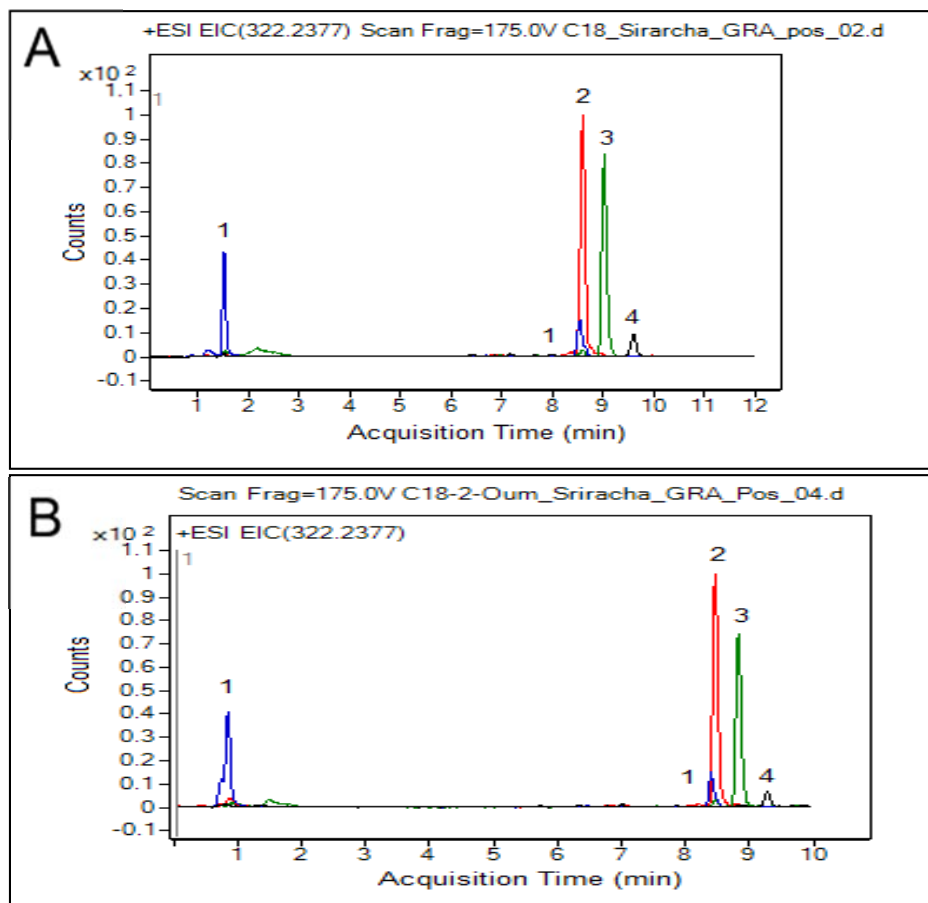 A
+ESI EIC(322.2377) Scan Frag=175.0V C18_Sirarcha_GRA_pos_02.d
x10 2
1
1.1
1
0.9
0.8
0.7
0.6
0.5
0.4
0.3
0.2
0.1
0
-0.1
Counts
1
1
2
3
4
1 2 3 4 5 6 7 8 9 10 11 12
Acquisition Time (min)
B
Scan Frag=175.0V C18-2-Oum_Sriracha_GRA_Pos_04.d
x10 2
+ESI EIC(322.2377)
1
1.1
1
0.9
0.8
0.7
0.6
0.5
0.4
0.3
0.2
0.1
0
-0.1
Counts
1
1
2
3
4
1 2 3 4 5 6 7 8 9 10
Acquisition Time (min)